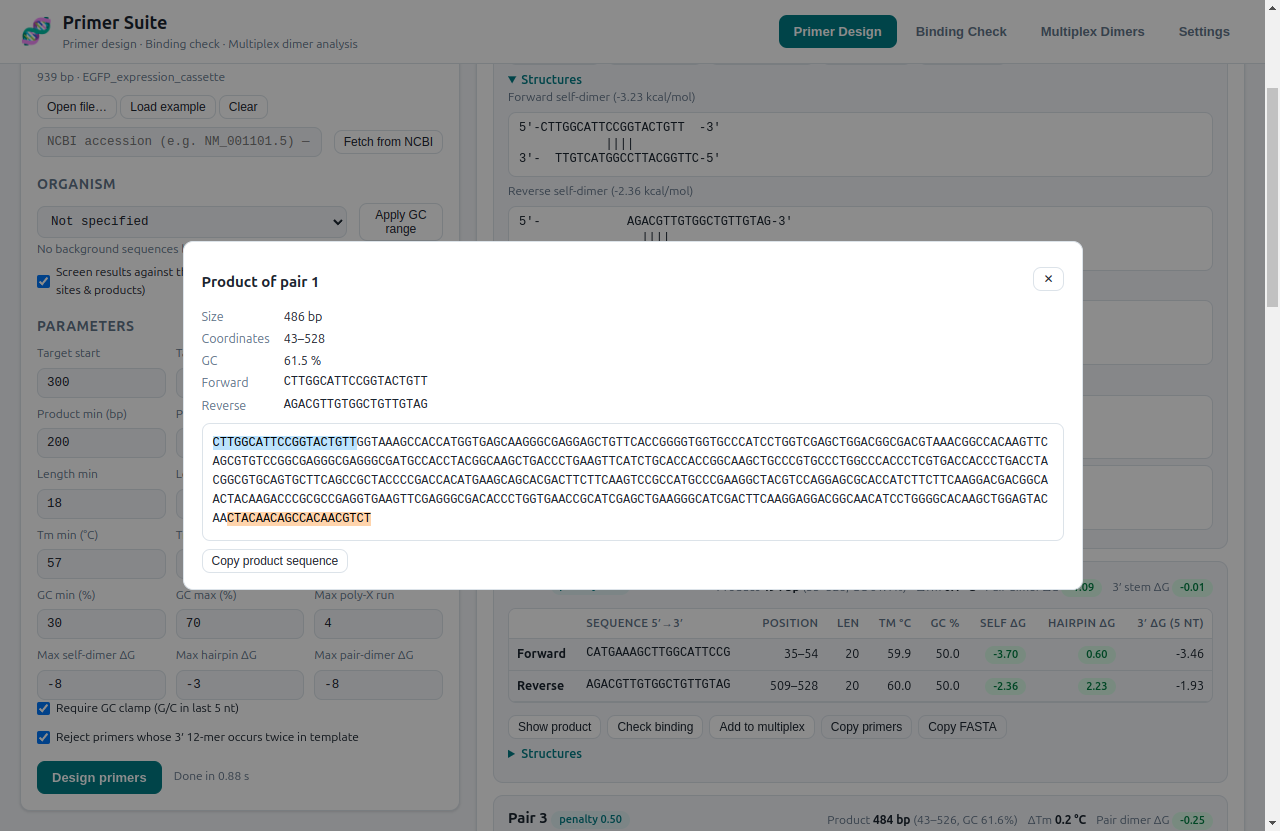 Primer Suite
Primer design · Binding check · Multiplex dimer analysis
Primer Design
Binding Check
Multiplex Dimers
Settings
939 bp · EGFP_expression_cassette
Open file…
Load example
Clear
NCBI accession (e.g. NM_001101.5) —
Fetch from NCBI
ORGANISM
Not specified
Apply GC
range
No background sequences
Screen results against
sites & products)
PARAMETERS
Target start
300
Product min (bp)
200
Length min
18
Tm min (°C)
57
GC min (%)
GC max (%)
Max poly-X run
30
70
4
Max self-dimer ΔG
Max hairpin ΔG
Max pair-dimer ΔG
-8
-3
-8
Require GC clamp (G/C in last 5 nt)
Reject primers whose 3′ 12-mer occurs twice in template
Design primers
Done in 0.88 s
▼ Structures
Forward self-dimer (-3.23 kcal/mol)
5'-CTTGGCATTCCGGTACTGTT  -3'
||||
3'-  TTGTCATGGCCTTACGGTTC-5'
Reverse self-dimer (-2.36 kcal/mol)
5'-            AGACGTTGTGGCTGTTGTAG-3'
||||
Product of pair 1
×
Size 486 bp
Coordinates 43–528
GC 61.5 %
Forward CTTGGCATTCCGGTACTGTT
Reverse AGACGTTGTGGCTGTTGTAG
CTTGGCATTCCGGTACTGTTGGTAAAGCCACCATGGTGAGCAAGGGCGAGGAGCTGTTCACCGGGGTGGTGCCCATCCTGGTCGAGCTGGACGGCGACGTAAACGGCCACAAGTTC
AGCGTGTCCGGCGAGGGCGAGGGCGATGCCACCTACGGCAAGCTGACCCTGAAGTTCATCTGCACCACCGGCAAGCTGCCCGTGCCCTGGCCCACCCTCGTGACCACCCTGACCTA
CGGCGTGCAGTGCTTCAGCCGCTACCCCGACCACATGAAGCAGCACGACTTCTTCAAGTCCGCCATGCCCGAAGGCTACGTCCAGGAGCGCACCATCTTCTTCAAGGACGACGGCA
ACTACAAGACCCGCGCCGAGGTGAAGTTCGAGGGCGACACCCTGGTGAACCGCATCGAGCTGAAGGGCATCGACTTCAAGGAGGACGGCAACATCCTGGGGCACAAGCTGGAGTAC
AACTACAACAGCCACAACGTCT
Copy product sequence
3′ stem ΔG -0.01
SEQUENCE 5′→3′ POSITION LEN TM °C GC % SELF ΔG HAIRPIN ΔG 3′ ΔG (5 NT)
Forward CATGAAAGCTTGGCATTCCG 35–54 20 59.9 50.0 -3.70 0.60 -3.46
Reverse AGACGTTGTGGCTGTTGTAG 509–528 20 60.0 50.0 -2.36 2.23 -1.93
Show product
Check binding
Add to multiplex
Copy primers
Copy FASTA
▶ Structures
Pair 3 penalty 0.50 Product 484 bp (43–526, GC 61.6%) ΔTm 0.2 °C Pair dimer ΔG -0.25